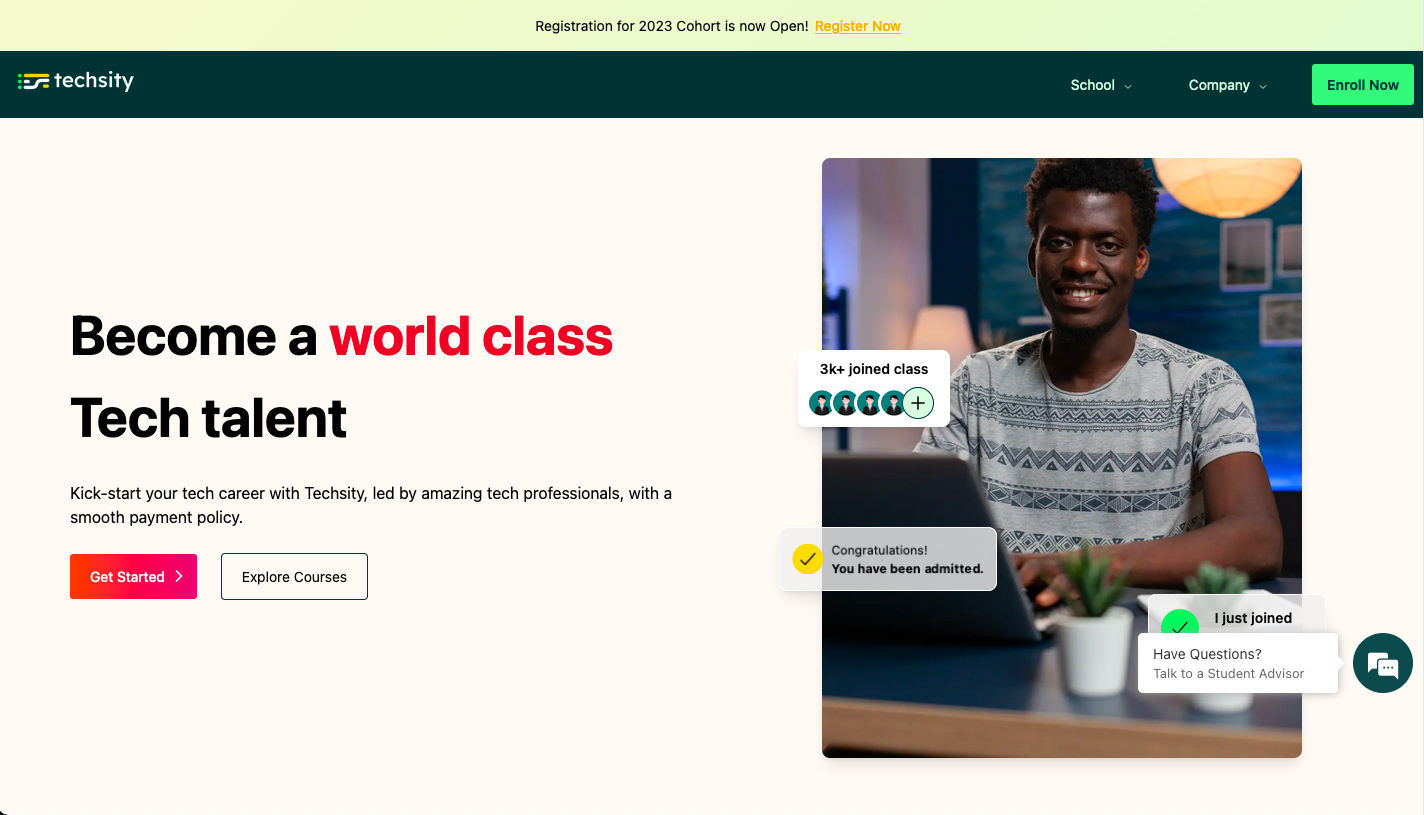 Registration for 2023 Cohort is now Open! Register Now
techsity
School
Company
Enroll Now
Become a world class
Tech talent
Kick-start your tech career with Techsity, led by amazing tech professionals, with a
smooth payment policy.
Get Started
Explore Courses
3k+ joined class
Congratulations!
You have been admitted.
I just joined
Have Questions?
Talk to a Student Advisor